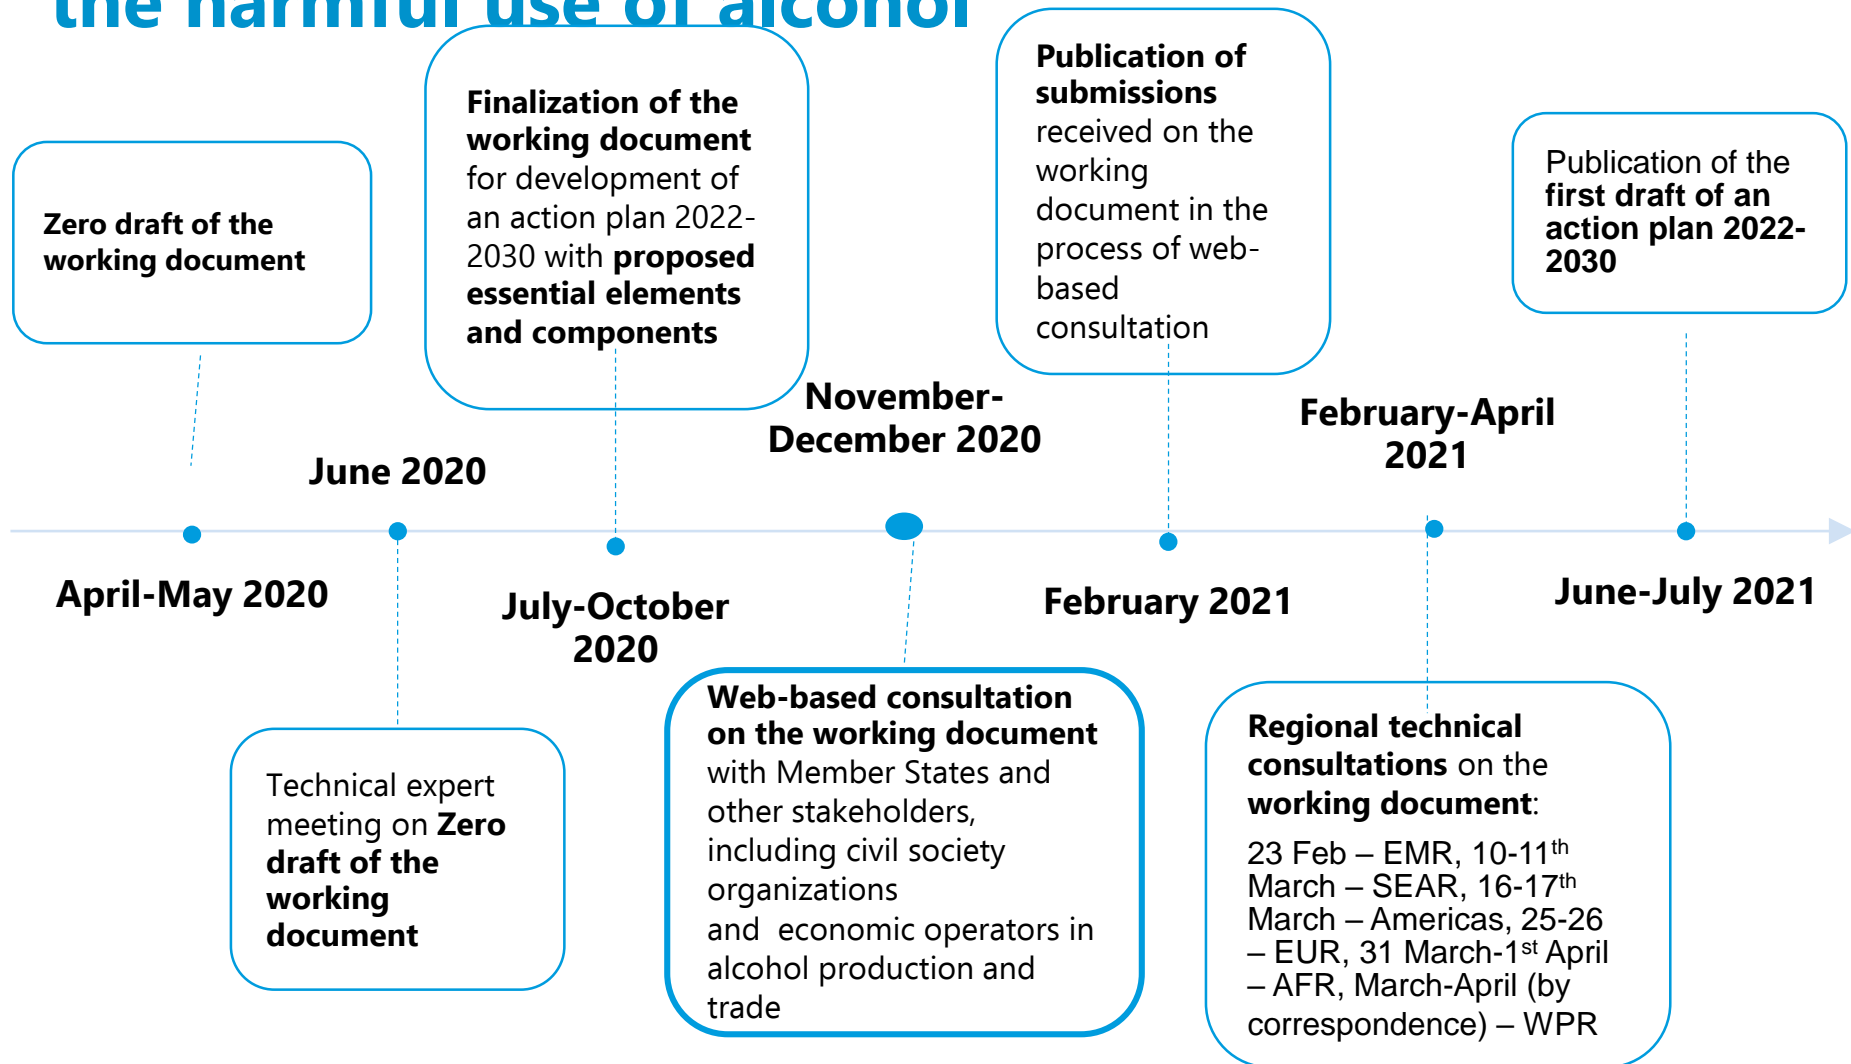 the harmful use of alcohol
Zero draft of the
working document
Finalization of the
working document
for development of
an action plan 2022-
2030 with proposed
essential elements
and components
Publication of
submissions
received on the
working
document in the
process of web-
based
consultation
Publication of the
first draft of an
action plan 2022-
2030
November-
December 2020
February-April
2021
June 2020
April-May 2020
July-October
2020
February 2021
June-July 2021
Technical expert
meeting on Zero
draft of the
working
document
Web-based consultation
on the working document
with Member States and
other stakeholders,
including civil society
organizations
and  economic operators in
alcohol production and
trade
Regional technical
consultations on the
working document:
23 Feb – EMR, 10-11th
March – SEAR, 16-17th
March – Americas, 25-26
– EUR, 31 March-1st April
– AFR, March-April (by
correspondence) – WPR